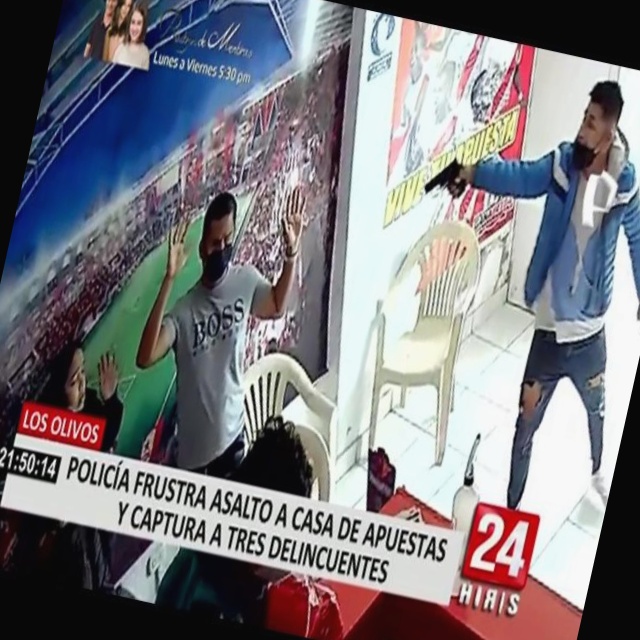 Lunes a Viernes 5:30 pm
VIVE TU APUESTA
BOSS
LOS OLIVOS
21:50:14
POLICÍA FRUSTRA ASALTO A CASA DE APUESTAS
Y CAPTURA A TRES DELINCUENTES
24
HRS